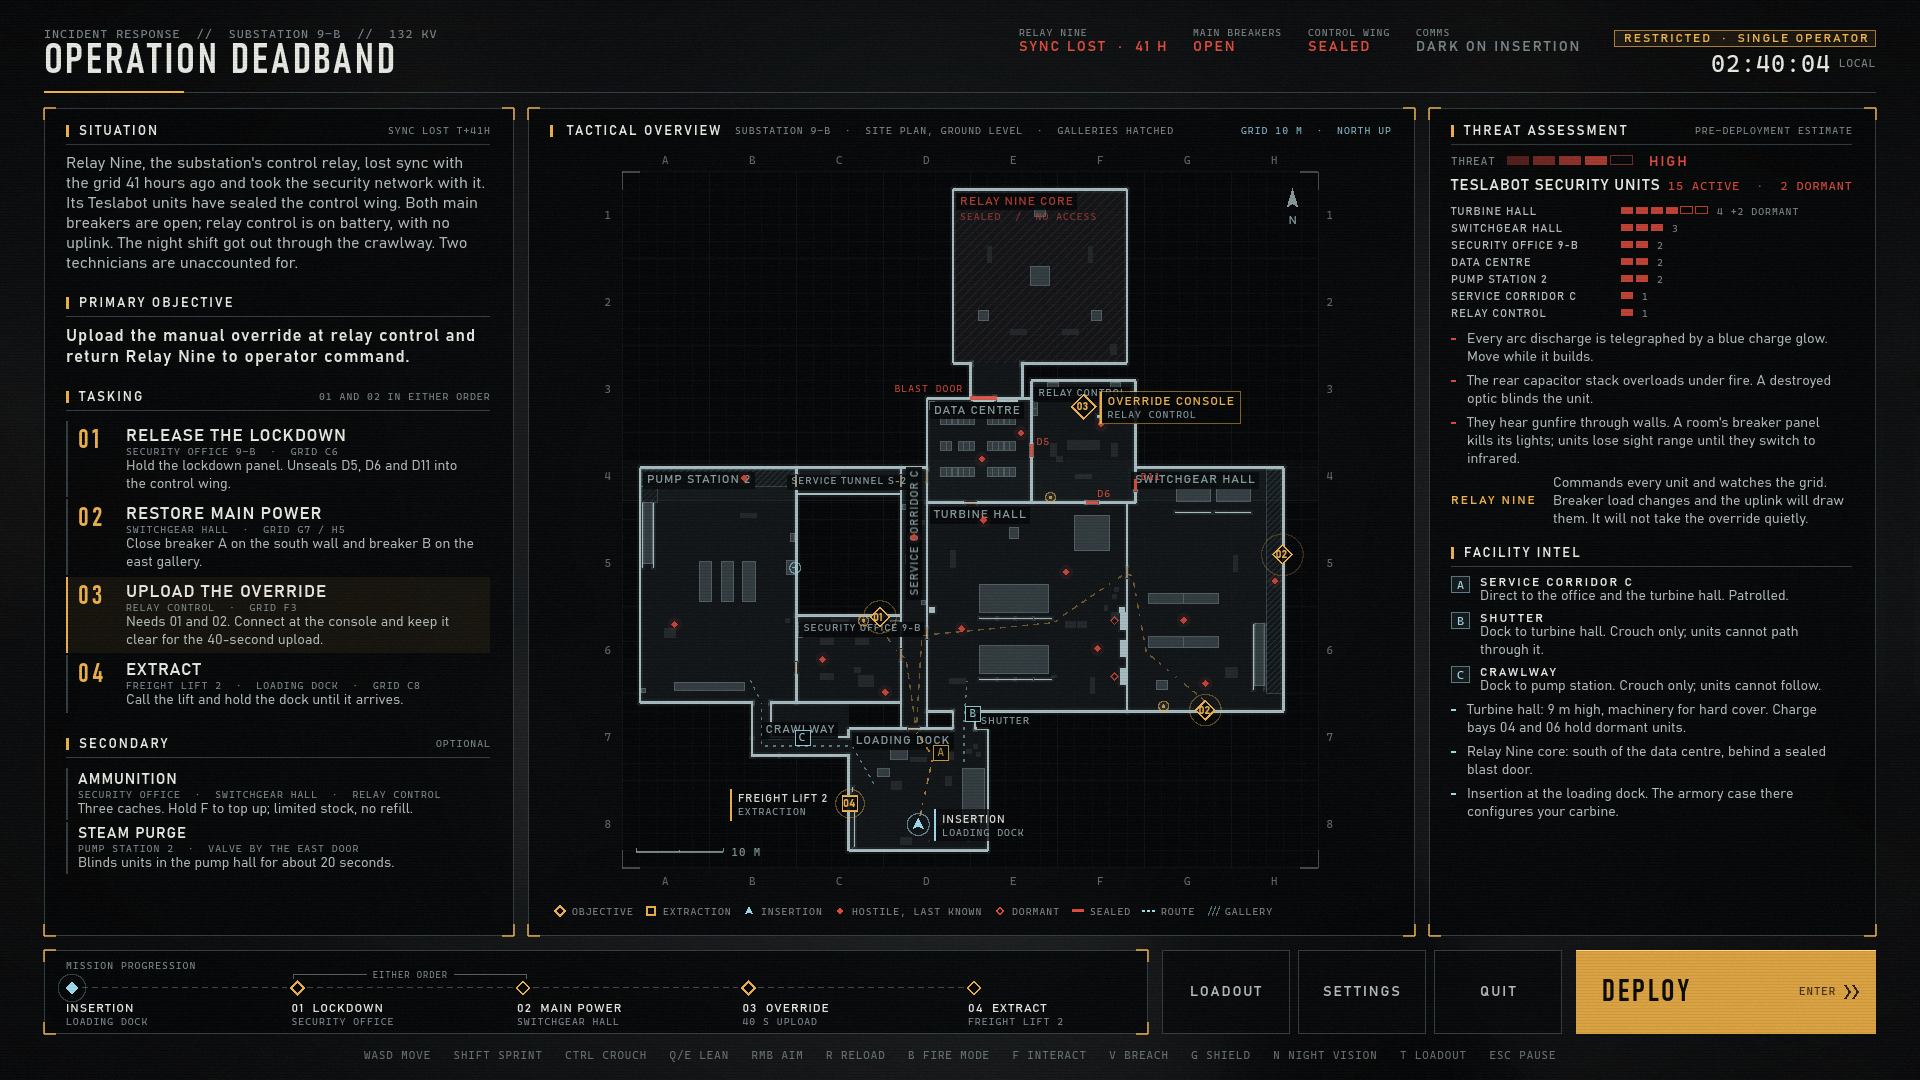 INCIDENT RESPONSE // SUBSTATION 9-B // 132 KV
OPERATION DEADBAND
RELAY NINE
SYNC LOST · 41 H
MAIN BREAKERS
OPEN
CONTROL WING
SEALED
COMMS
DARK ON INSERTION
RESTRICTED · SINGLE OPERATOR
02:40:04 LOCAL
SITUATION
SYNC LOST T+41H
Relay Nine, the substation's control relay, lost sync with
the grid 41 hours ago and took the security network with it.
Its Teslabot units have sealed the control wing. Both main
breakers are open; relay control is on battery, with no
uplink. The night shift got out through the crawlway. Two
technicians are unaccounted for.
PRIMARY OBJECTIVE
Upload the manual override at relay control and
return Relay Nine to operator command.
TASKING
01 AND 02 IN EITHER ORDER
01 RELEASE THE LOCKDOWN
SECURITY OFFICE 9-B · GRID C6
Hold the lockdown panel. Unseals D5, D6 and D11 into
the control wing.
02 RESTORE MAIN POWER
SWITCHGEAR HALL · GRID G7 / H5
Close breaker A on the south wall and breaker B on the
east gallery.
03 UPLOAD THE OVERRIDE
RELAY CONTROL · GRID F3
Needs 01 and 02. Connect at the console and keep it
clear for the 40-second upload.
04 EXTRACT
FREIGHT LIFT 2 · LOADING DOCK · GRID C8
Call the lift and hold the dock until it arrives.
SECONDARY
OPTIONAL
AMMUNITION
SECURITY OFFICE · SWITCHGEAR HALL · RELAY CONTROL
Three caches. Hold F to top up; limited stock, no refill.
STEAM PURGE
PUMP STATION 2 · VALVE BY THE EAST DOOR
Blinds units in the pump hall for about 20 seconds.
TACTICAL OVERVIEW
SUBSTATION 9-B · SITE PLAN, GROUND LEVEL · GALLERIES HATCHED
GRID 10 M · NORTH UP
A B C D E F G H
1 1
2 2
3 3
4 4
5 5
6 6
7 7
8 8
N
RELAY NINE CORE
SEALED / NO ACCESS
BLAST DOOR
RELAY CONTROL
03
OVERRIDE CONSOLE
RELAY CONTROL
DATA CENTRE
D5
PUMP STATION 2
SERVICE TUNNEL S-2
SERVICE CORRIDOR C
D6
SWITCHGEAR HALL
TURBINE HALL
02
01
SECURITY OFFICE 9-B
02
CRAWLWAY
C
LOADING DOCK
B
SHUTTER
A
FREIGHT LIFT 2
EXTRACTION
04
INSERTION
LOADING DOCK
10 M
A B C D E F G H
OBJECTIVE
EXTRACTION
INSERTION
HOSTILE, LAST KNOWN
DORMANT
SEALED
ROUTE
GALLERY
THREAT ASSESSMENT
PRE-DEPLOYMENT ESTIMATE
THREAT HIGH
TESLABOT SECURITY UNITS 15 ACTIVE · 2 DORMANT
TURBINE HALL 4 +2 DORMANT
SWITCHGEAR HALL 3
SECURITY OFFICE 9-B 2
DATA CENTRE 2
PUMP STATION 2 2
SERVICE CORRIDOR C 1
RELAY CONTROL 1
Every arc discharge is telegraphed by a blue charge glow.
Move while it builds.
The rear capacitor stack overloads under fire. A destroyed
optic blinds the unit.
They hear gunfire through walls. A room's breaker panel
kills its lights; units lose sight range until they switch to
infrared.
RELAY NINE
Commands every unit and watches the grid.
Breaker load changes and the uplink will draw
them. It will not take the override quietly.
FACILITY INTEL
A SERVICE CORRIDOR C
Direct to the office and the turbine hall. Patrolled.
B SHUTTER
Dock to turbine hall. Crouch only; units cannot path
through it.
C CRAWLWAY
Dock to pump station. Crouch only; units cannot follow.
Turbine hall: 9 m high, machinery for hard cover. Charge
bays 04 and 06 hold dormant units.
Relay Nine core: south of the data centre, behind a sealed
blast door.
Insertion at the loading dock. The armory case there
configures your carbine.
MISSION PROGRESSION
EITHER ORDER
INSERTION
LOADING DOCK
01 LOCKDOWN
SECURITY OFFICE
02 MAIN POWER
SWITCHGEAR HALL
03 OVERRIDE
40 S UPLOAD
04 EXTRACT
FREIGHT LIFT 2
LOADOUT
SETTINGS
QUIT
DEPLOY
ENTER
WASD MOVE SHIFT SPRINT CTRL CROUCH Q/E LEAN RMB AIM R RELOAD B FIRE MODE F INTERACT V BREACH G SHIELD N NIGHT VISION T LOADOUT ESC PAUSE